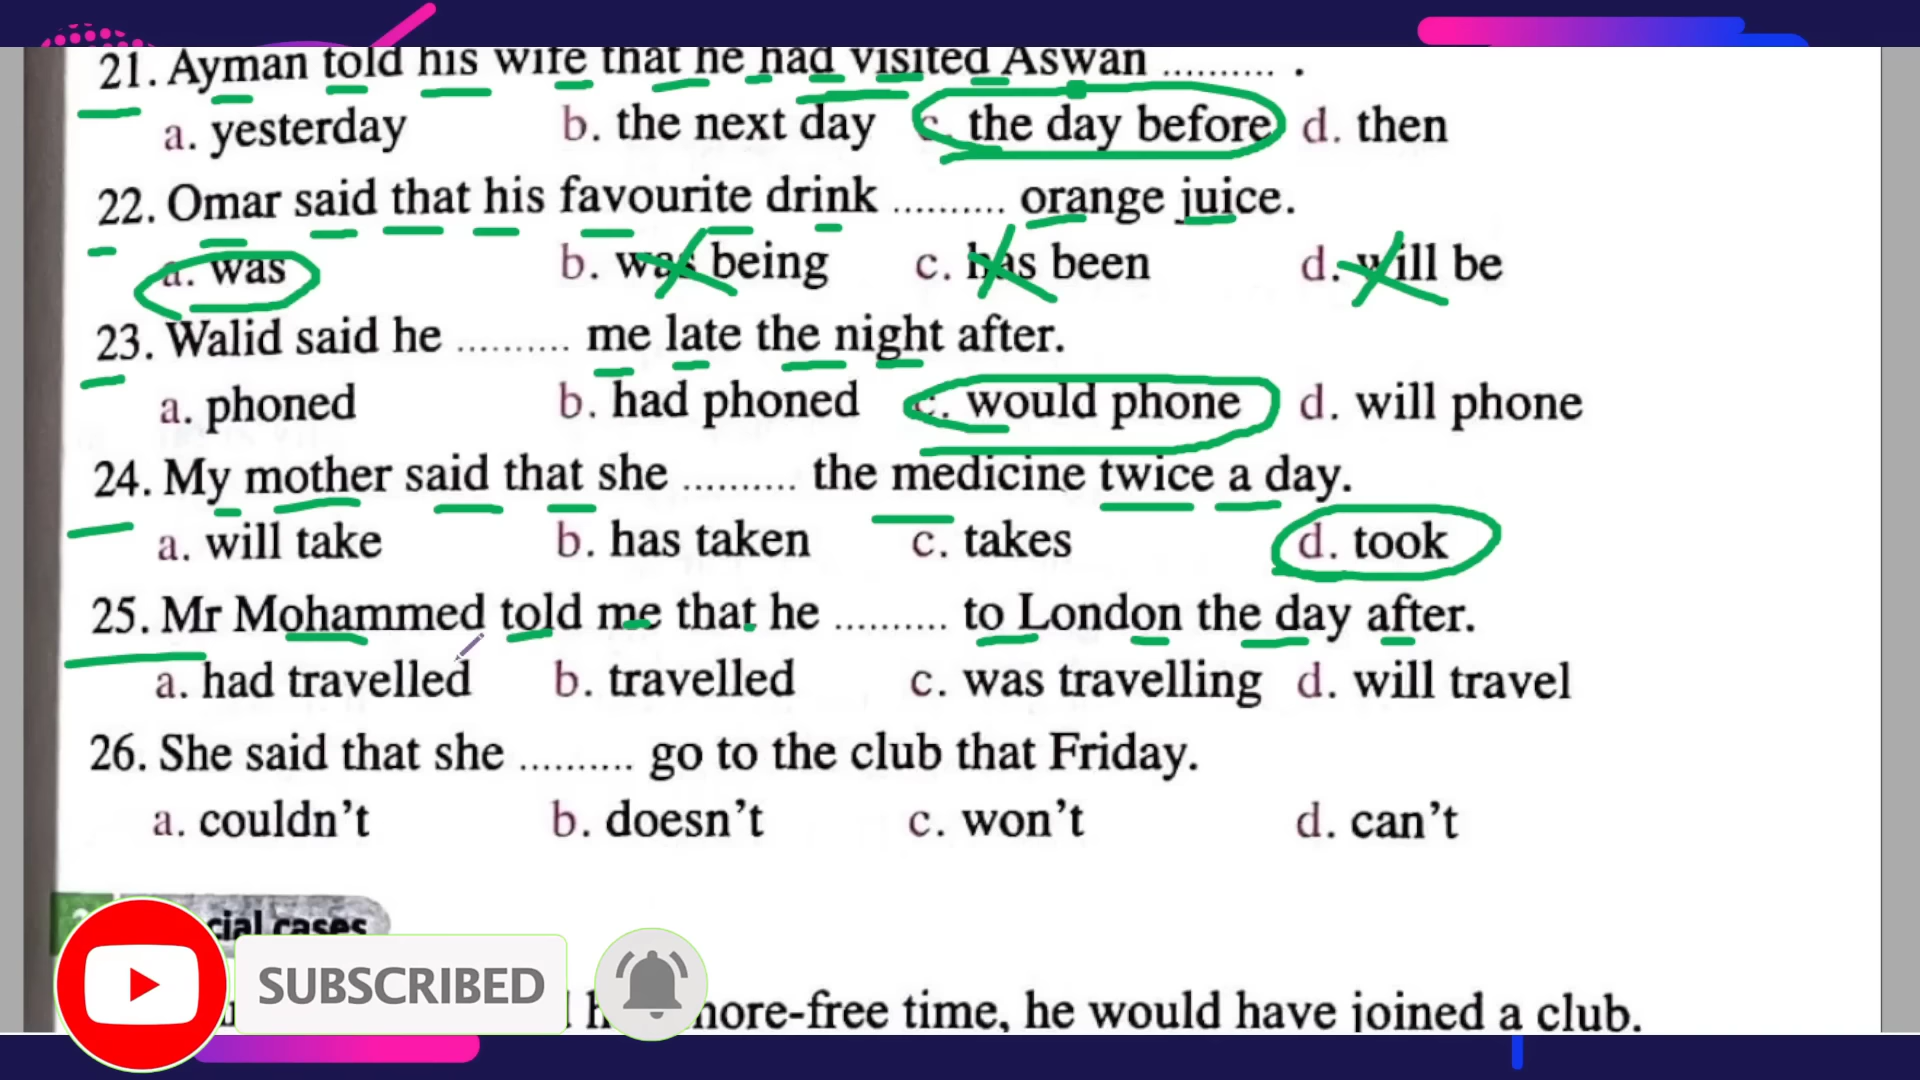 21. Ayman told his wife that he had visited Aswan .......... .
a. yesterday b. the next day c. the day before d. then
22. Omar said that his favourite drink .......... orange juice.
a. was b. was being c. has been d. will be
23. Walid said he .......... me late the night after.
a. phoned b. had phoned c. would phone d. will phone
24. My mother said that she .......... the medicine twice a day.
a. will take b. has taken c. takes d. took
25. Mr Mohammed told me that he .......... to London the day after.
a. had travelled b. travelled c. was travelling d. will travel
26. She said that she .......... go to the club that Friday.
a. couldn't b. doesn't c. won't d. can't
cases
SUBSCRIBED
more-free time, he would have joined a club.